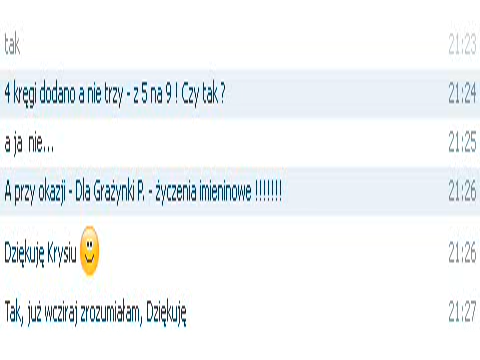 tak 21:23
4 kręgi dodano a nie trzy - z 5 na 9 ! Czy tak ? 21:24
a ja nie... 21:25
A przy okazji - Dla Grażynki P. - życzenia imieninowe !!!!!!! 21:26
Dziękuję Krysiu 21:26
Tak, już wcziraj zrozumiałam, Dziękuję 21:27